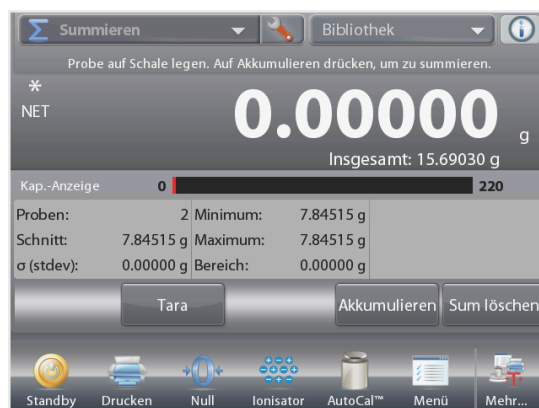 Σ Summieren Bibliothek i
Probe auf Schale legen. Auf Akkumulieren drücken, um zu summieren.
*
NET
0.00000 g
Insgesamt: 15.69030 g
Kap.-Anzeige 0 220
Proben: 2 Minimum: 7.84515 g
Schnitt: 7.84515 g Maximum: 7.84515 g
σ (stdev): 0.00000 g Bereich: 0.00000 g
Tara Akkumulieren Sum löschen
Standby Drucken Null Ionisator AutoCal™ Menü Mehr...